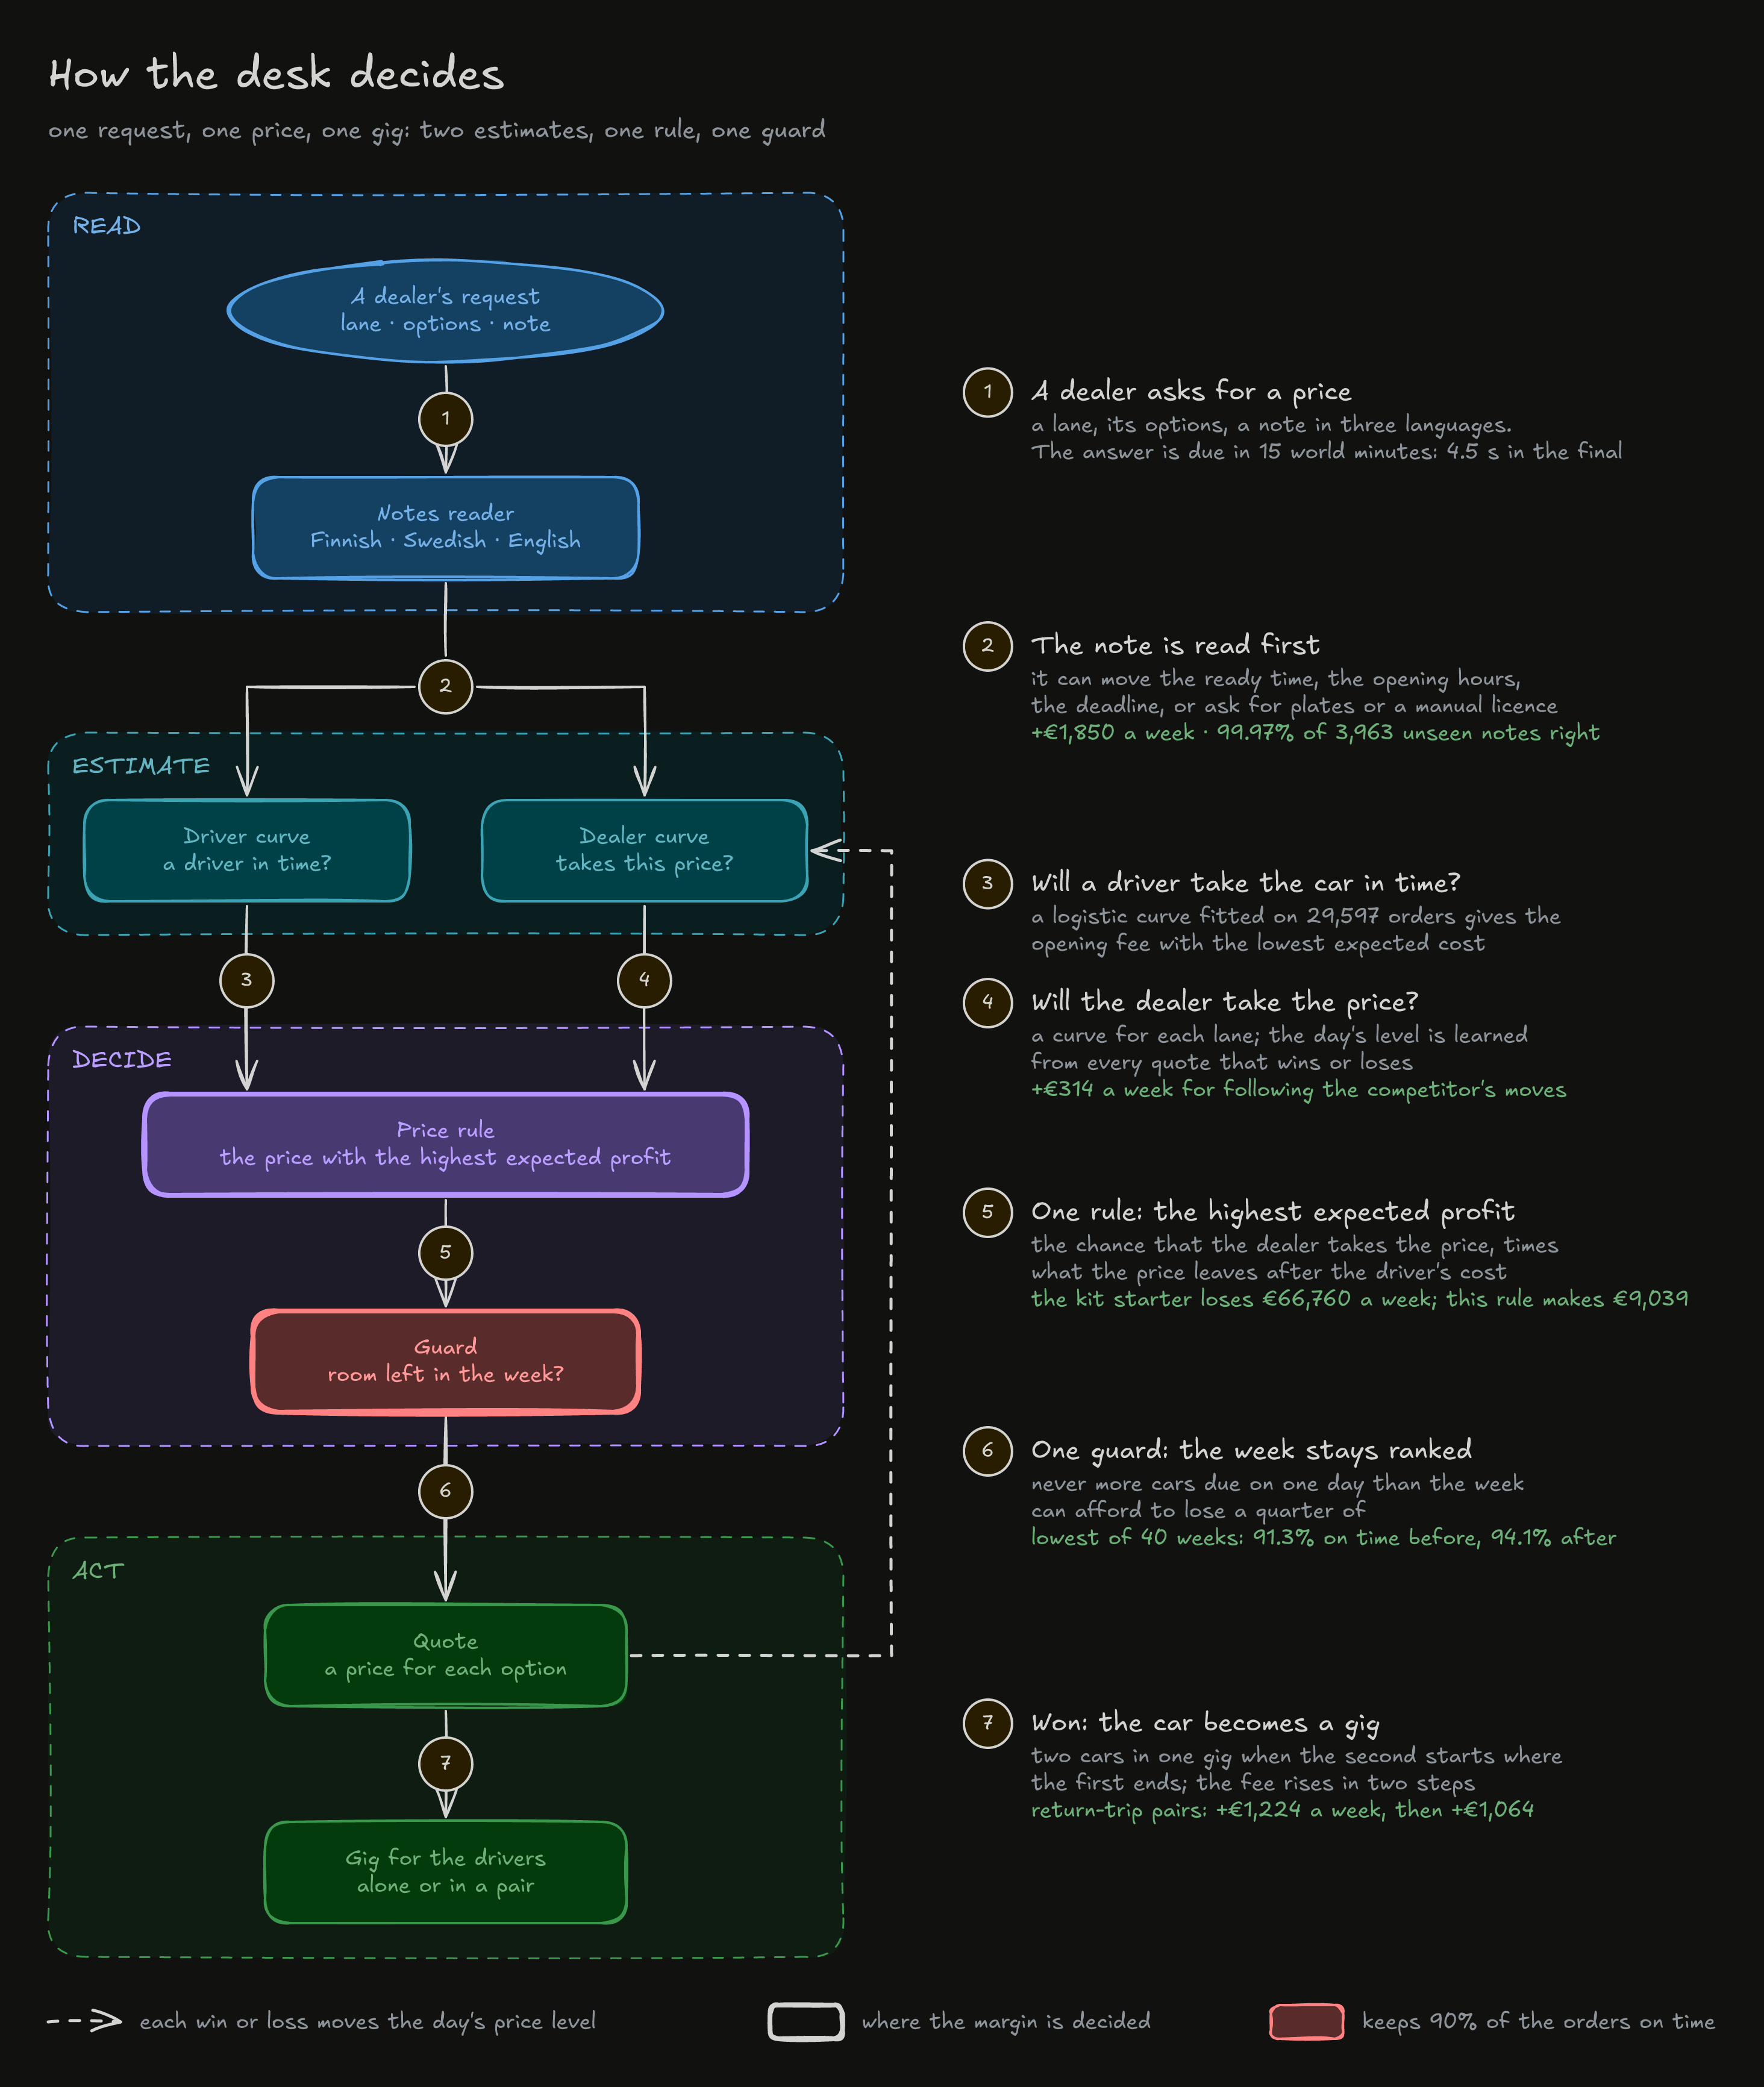 How the desk decides
one request, one price, one gig: two estimates, one rule, one guard
READ
A dealer's request
lane · options · note
1
Notes reader
Finnish · Swedish · English
2
ESTIMATE
Driver curve
a driver in time?
Dealer curve
takes this price?
3
4
DECIDE
Price rule
the price with the highest expected profit
5
Guard
room left in the week?
6
ACT
Quote
a price for each option
7
Gig for the drivers
alone or in a pair
1
A dealer asks for a price
a lane, its options, a note in three languages.
The answer is due in 15 world minutes: 4.5 s in the final
2
The note is read first
it can move the ready time, the opening hours,
the deadline, or ask for plates or a manual licence
+€1,850 a week · 99.97% of 3,963 unseen notes right
3
Will a driver take the car in time?
a logistic curve fitted on 29,597 orders gives the
opening fee with the lowest expected cost
4
Will the dealer take the price?
a curve for each lane; the day's level is learned
from every quote that wins or loses
+€314 a week for following the competitor's moves
5
One rule: the highest expected profit
the chance that the dealer takes the price, times
what the price leaves after the driver's cost
the kit starter loses €66,760 a week; this rule makes €9,039
6
One guard: the week stays ranked
never more cars due on one day than the week
can afford to lose a quarter of
lowest of 40 weeks: 91.3% on time before, 94.1% after
7
Won: the car becomes a gig
two cars in one gig when the second starts where
the first ends; the fee rises in two steps
return-trip pairs: +€1,224 a week, then +€1,064
each win or loss moves the day's price level
where the margin is decided
keeps 90% of the orders on time